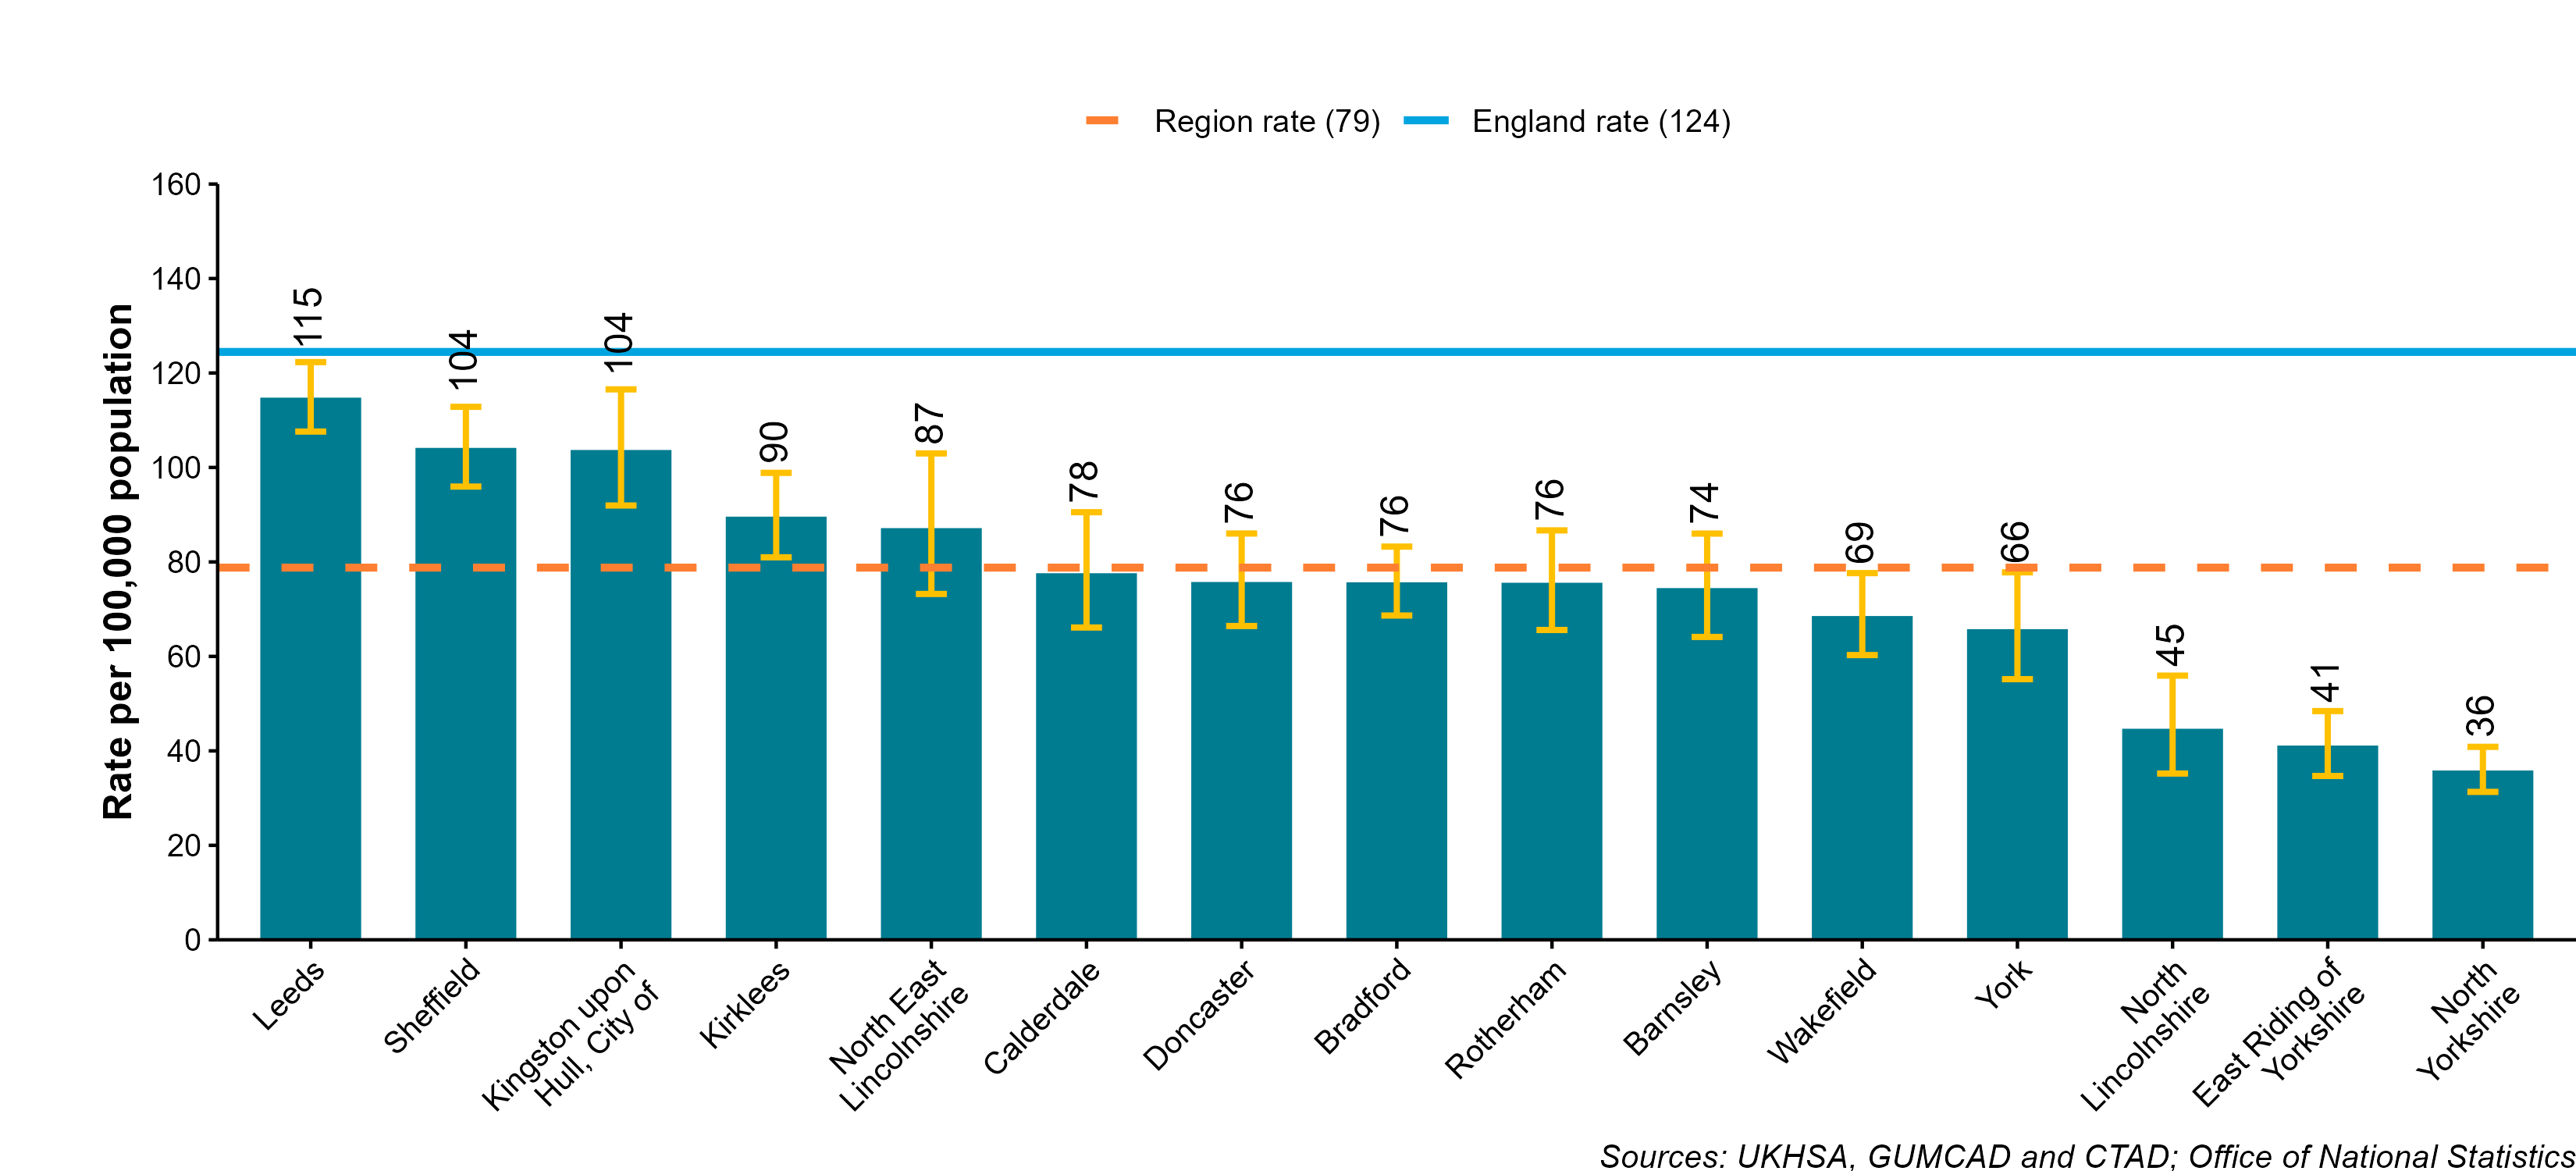 Region rate (79)
England rate (124)
Rate per 100,000 population
160
140
120
100
80
60
40
20
0
115
104
104
90
87
78
76
76
76
74
69
66
45
41
36
Leeds
Sheffield
Kingston upon
Hull, City of
Kirklees
North East
Lincolnshire
Calderdale
Doncaster
Bradford
Rotherham
Barnsley
Wakefield
York
North
Lincolnshire
East Riding of
Yorkshire
North
Yorkshire
Sources: UKHSA, GUMCAD and CTAD; Office of National Statistics